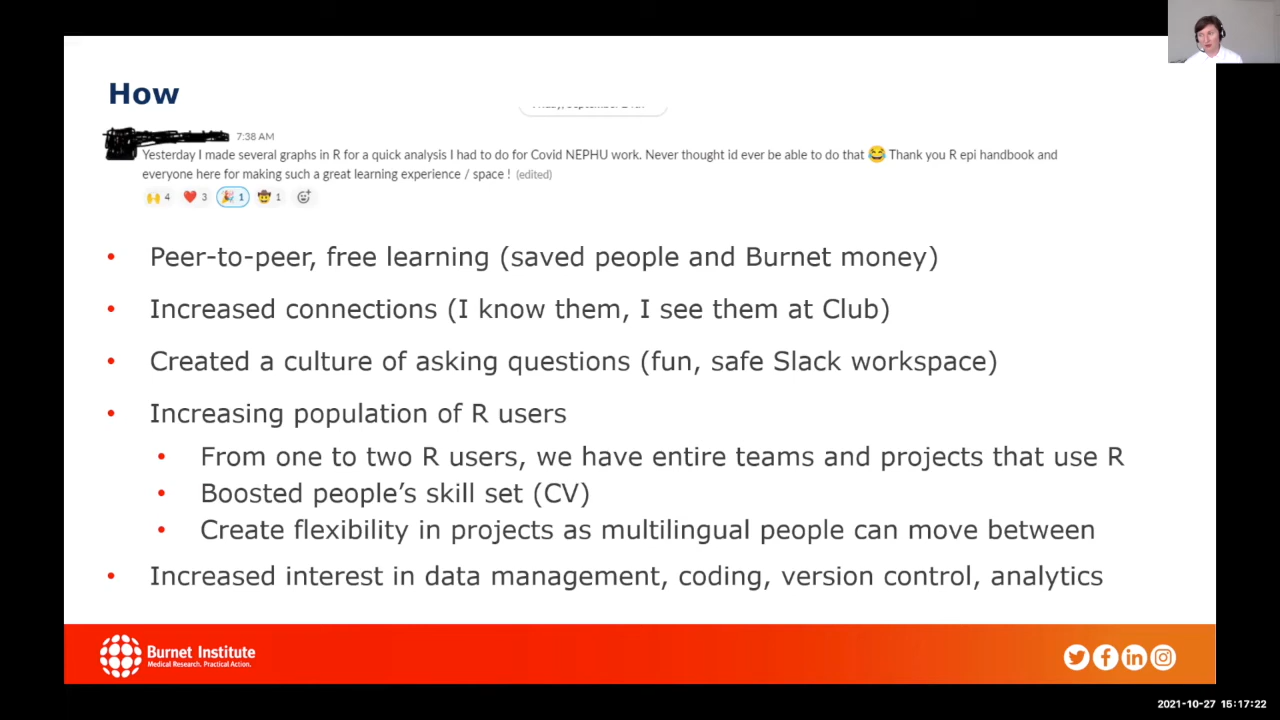 How
7:38 AM
Yesterday I made several graphs in R for a quick analysis I had to do for Covid NEPHU work. Never thought id ever be able to do that 😂 Thank you R epi handbook and
everyone here for making such a great learning experience / space ! (edited)
4 3 1 1
• Peer-to-peer, free learning (saved people and Burnet money)
• Increased connections (I know them, I see them at Club)
• Created a culture of asking questions (fun, safe Slack workspace)
• Increasing population of R users
• From one to two R users, we have entire teams and projects that use R
• Boosted people’s skill set (CV)
• Create flexibility in projects as multilingual people can move between
• Increased interest in data management, coding, version control, analytics
Burnet Institute
Medical Research. Practical Action.
2021-10-27 16:17:22